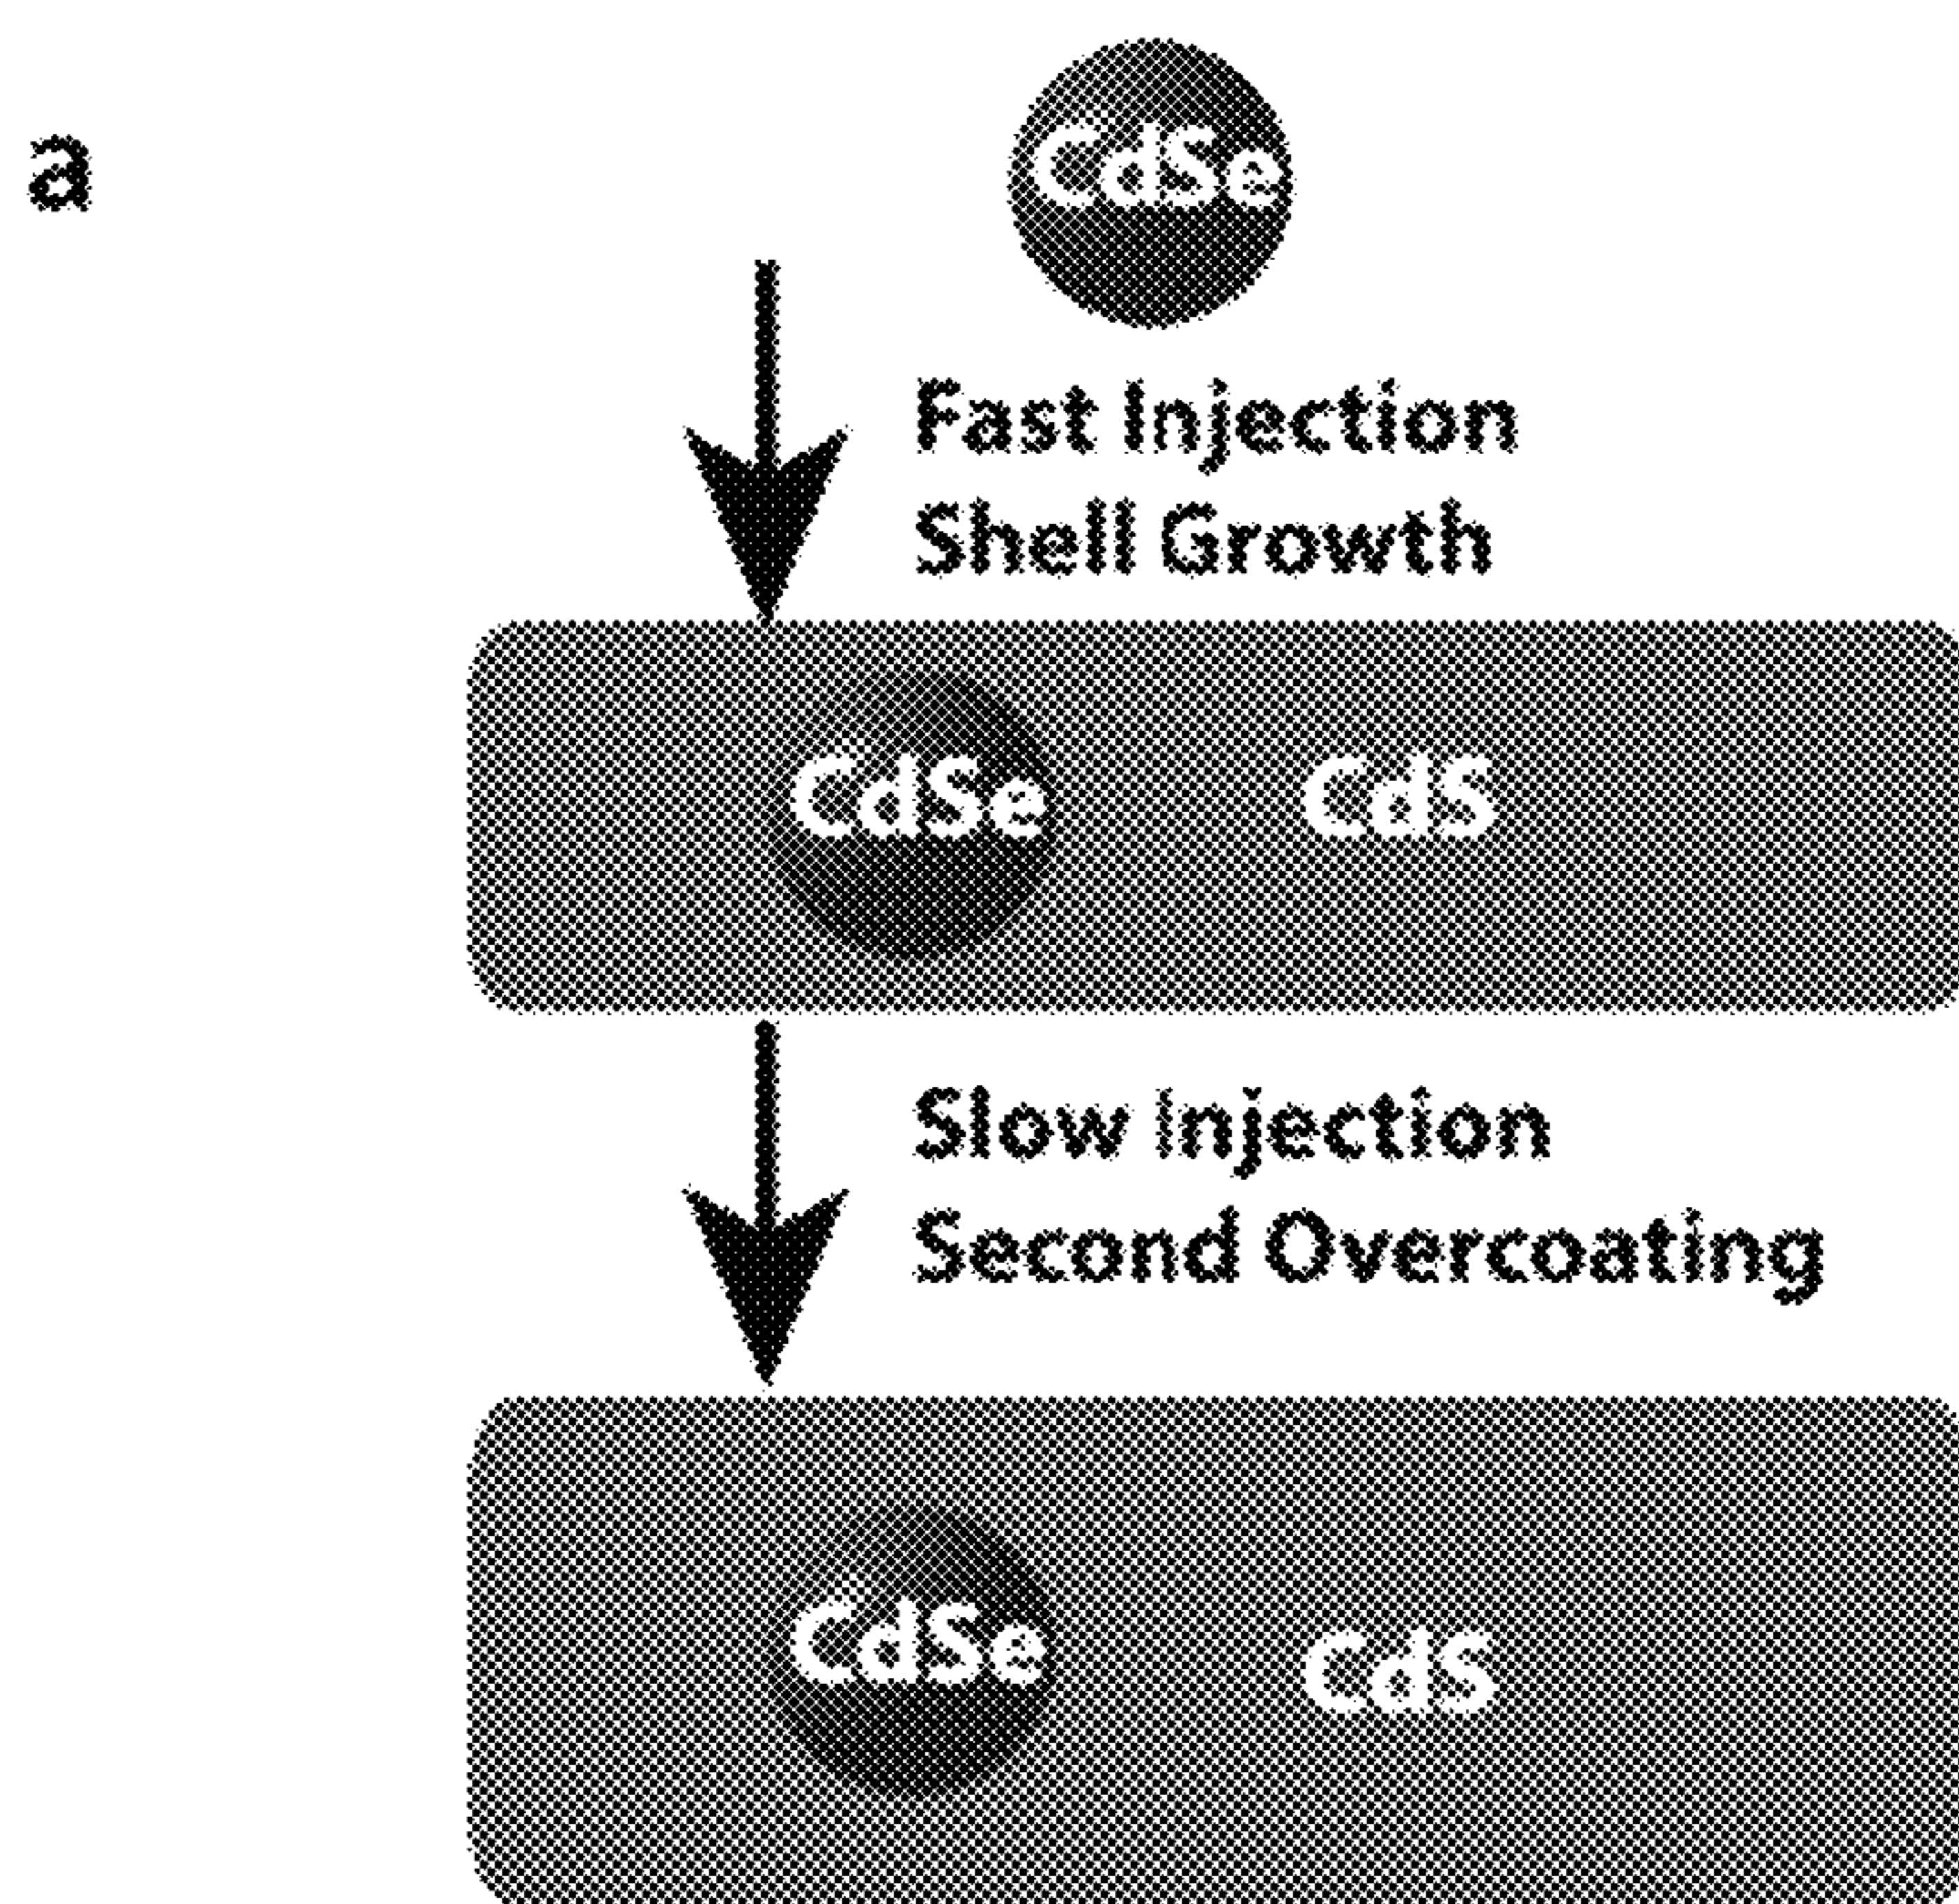 a
CdSe
Fast Injection
Shell Growth
CdSe CdS
Slow Injection
Second Overcoating
CdSe CdS